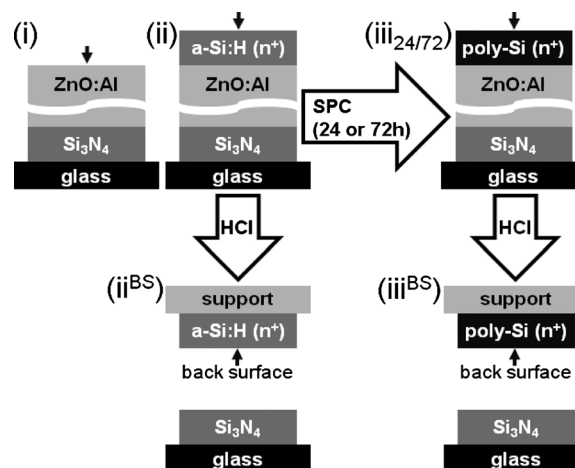 (i)
ZnO:Al
Si₃N₄
glass
(ii)
a-Si:H (n⁺)
ZnO:Al
Si₃N₄
glass
SPC
(24 or 72h)
(iii₂₄/₇₂)
poly-Si (n⁺)
ZnO:Al
Si₃N₄
glass
HCl
HCl
(iiᴮˢ)
support
a-Si:H (n⁺)
back surface
Si₃N₄
glass
(iiiᴮˢ)
support
poly-Si (n⁺)
back surface
Si₃N₄
glass